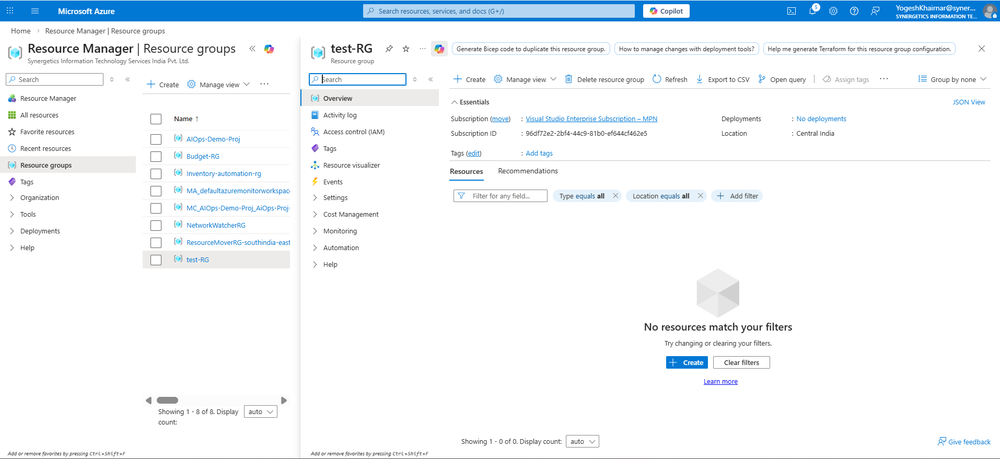 Microsoft Azure
Search resources, services, and docs (G+/)
Copilot
5
YogeshKhairnar@syner...
SYNERGETICS INFORMATION TE...
Home > Resource Manager | Resource groups
Resource Manager | Resource groups
Synergetics Information Technology Services India Pvt. Ltd.
Search
Resource Manager
All resources
Favorite resources
Recent resources
Resource groups
Tags
Organization
Tools
Deployments
Help
Add or remove favorites by pressing Ctrl+Shift+F
Create Manage view ...
Name ↑
AIOps-Demo-Proj
Budget-RG
Inventory-automation-rg
MA_defaultazuremonitorworkspac
MC_AIOps-Demo-Proj_AiOps-Proj-
NetworkWatcherRG
ResourceMoverRG-southindia-east
test-RG
Showing 1 - 8 of 8. Display
count:
auto
test-RG
Resource group
...
Generate Bicep code to duplicate this resource group.
How to manage changes with deployment tools?
Help me generate Terraform for this resource group configuration.
Search
Overview
Activity log
Access control (IAM)
Tags
Resource visualizer
Events
Settings
Cost Management
Monitoring
Automation
Help
Add or remove favorites by pressing Ctrl+Shift+F
Create Manage view Delete resource group Refresh Export to CSV Open query Assign tags ... Group by none
Essentials
JSON View
Subscription (move) : Visual Studio Enterprise Subscription – MPN
Deployments : No deployments
Subscription ID : 96df72e2-2bf4-44c9-81b0-ef644cf462e5
Location : Central India
Tags (edit) : Add tags
Resources Recommendations
Filter for any field...
Type equals all
Location equals all
Add filter
No resources match your filters
Try changing or clearing your filters.
Create
Clear filters
Learn more
Showing 1 - 0 of 0. Display count: auto
Give feedback